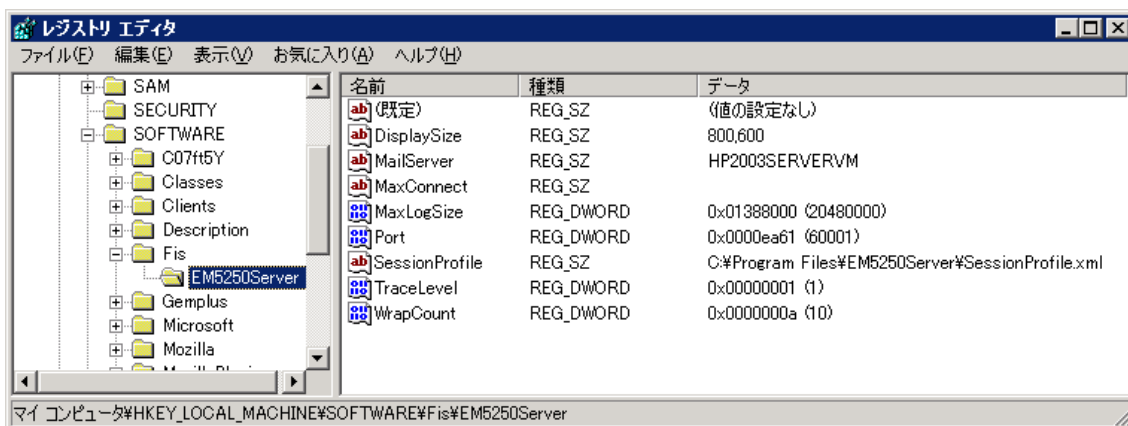 レジストリ エディタ
ファイル(F) 編集(E) 表示(V) お気に入り(A) ヘルプ(H)
SAM
SECURITY
SOFTWARE
C07ft5Y
Classes
Clients
Description
Fis
EM5250Server
Gemplus
Microsoft
Mozilla
名前 種類 データ
(既定) REG_SZ (値の設定なし)
DisplaySize REG_SZ 800,600
MailServer REG_SZ HP2003SERVERVM
MaxConnect REG_SZ
MaxLogSize REG_DWORD 0x01388000 (20480000)
Port REG_DWORD 0x0000ea61 (60001)
SessionProfile REG_SZ C:¥Program Files¥EM5250Server¥SessionProfile.xml
TraceLevel REG_DWORD 0x00000001 (1)
WrapCount REG_DWORD 0x0000000a (10)
マイ コンピュータ¥HKEY_LOCAL_MACHINE¥SOFTWARE¥Fis¥EM5250Server